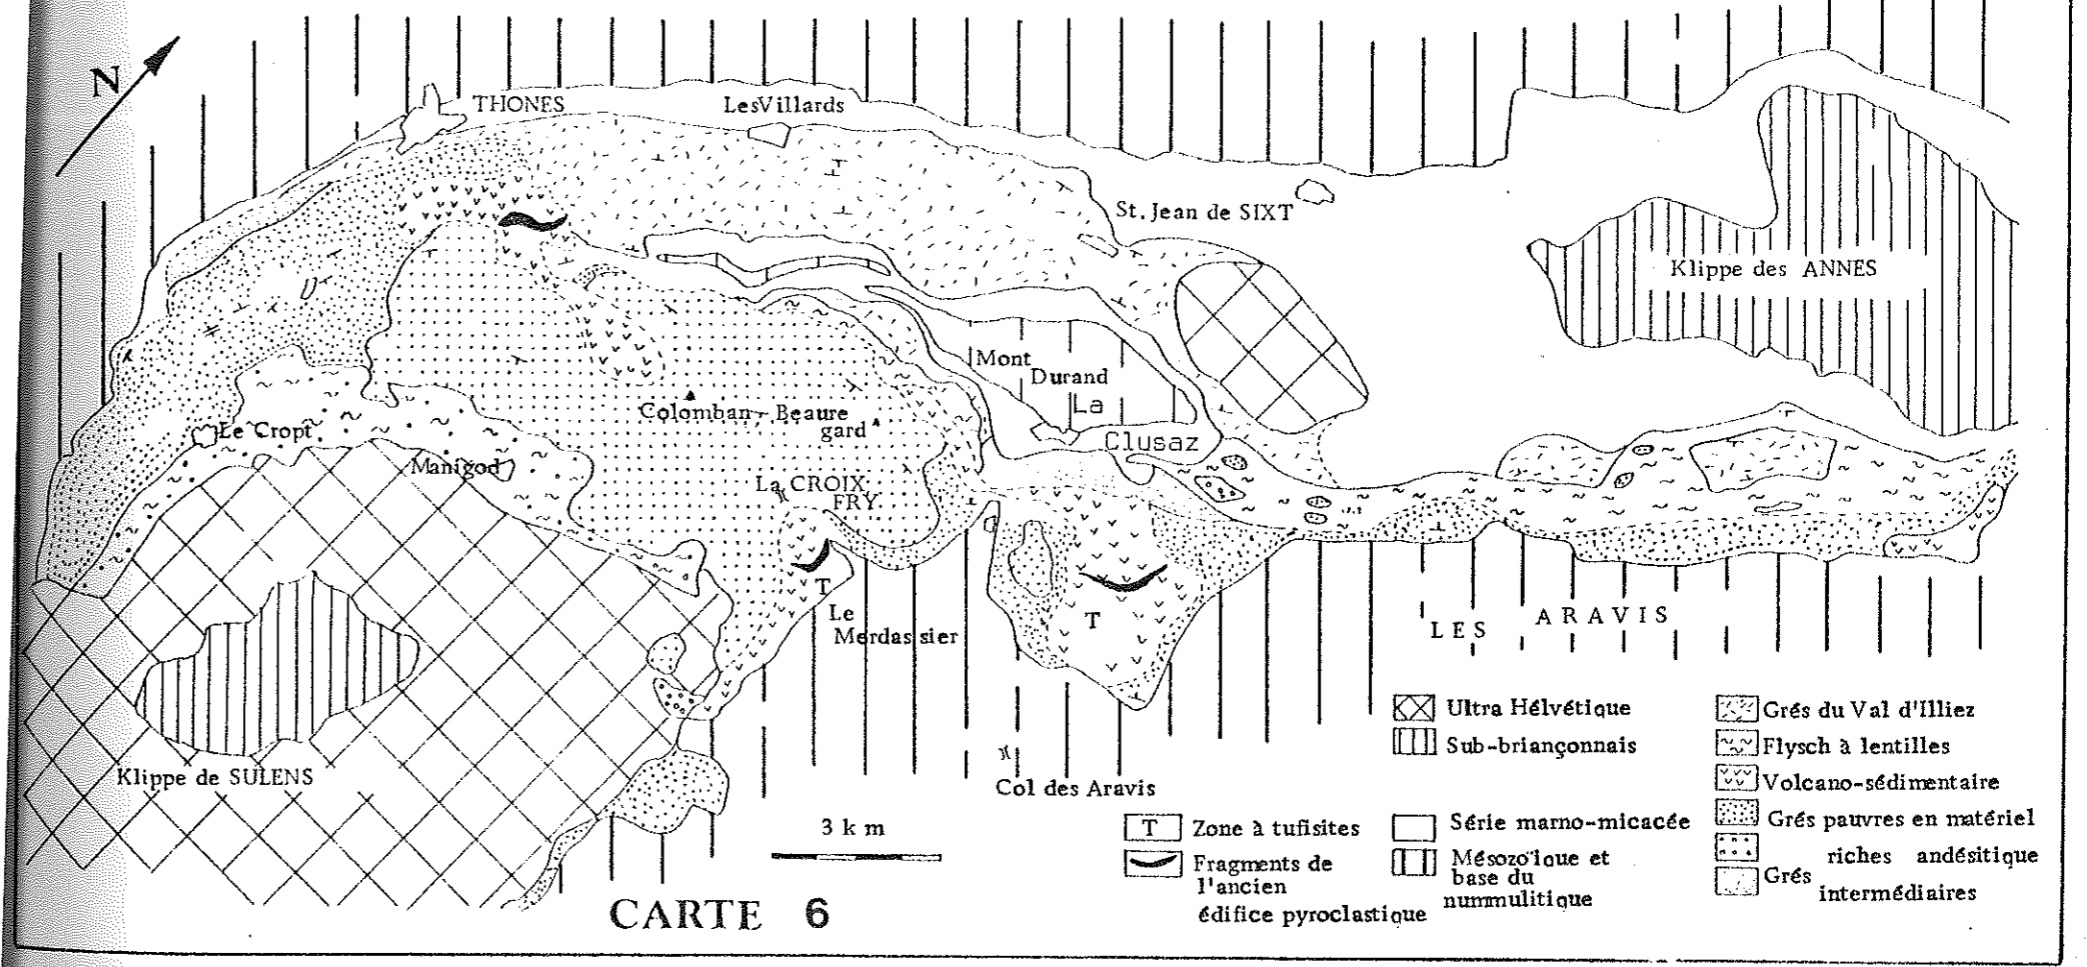 N
THONES
Les Villards
St. Jean de SIXT
Klippe des ANNES
Mont
Durand
La
Clusaz
Colomban - Beaure
gard
Le Cropt
Manigod
La CROIX
FRY
T
Le
Merdassier
T
LES ARAVIS
Klippe de SULENS
Col des Aravis
3 km
CARTE 6
T Zone à tufisites
Fragments de
l'ancien
édifice pyroclastique
Ultra Hélvétique
Sub-briançonnais
Série marno-micacée
Mésozoïque et
base du
nummulitique
Grés du Val d'Illiez
Flysch à lentilles
Volcano-sédimentaire
Grés pauvres en matériel
riches andésitique
Grés
intermédiaires